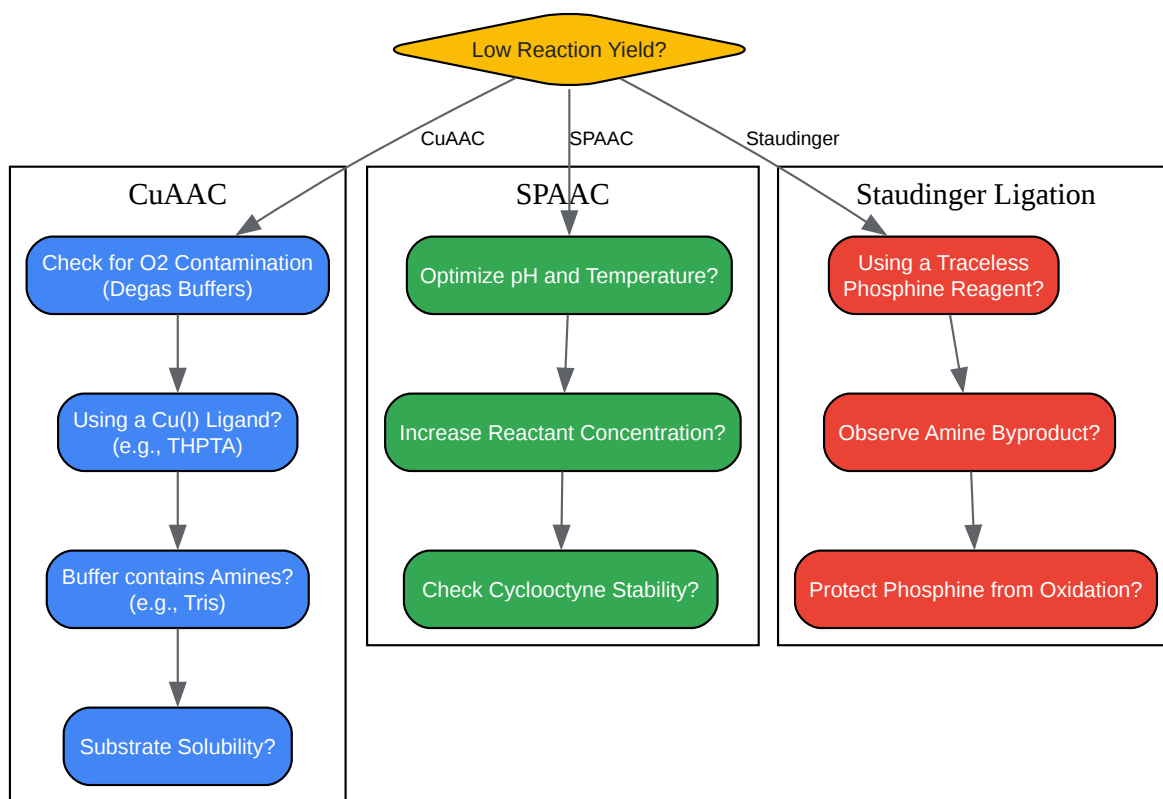 Low Reaction Yield?
CuAAC
SPAAC
Staudinger
CuAAC
Check for O2 Contamination
(Degas Buffers)
Using a Cu(I) Ligand?
(e.g., THPTA)
Buffer contains Amines?
(e.g., Tris)
Substrate Solubility?
SPAAC
Optimize pH and Temperature?
Increase Reactant Concentration?
Check Cyclooctyne Stability?
Staudinger Ligation
Using a Traceless
Phosphine Reagent?
Observe Amine Byproduct?
Protect Phosphine from Oxidation?